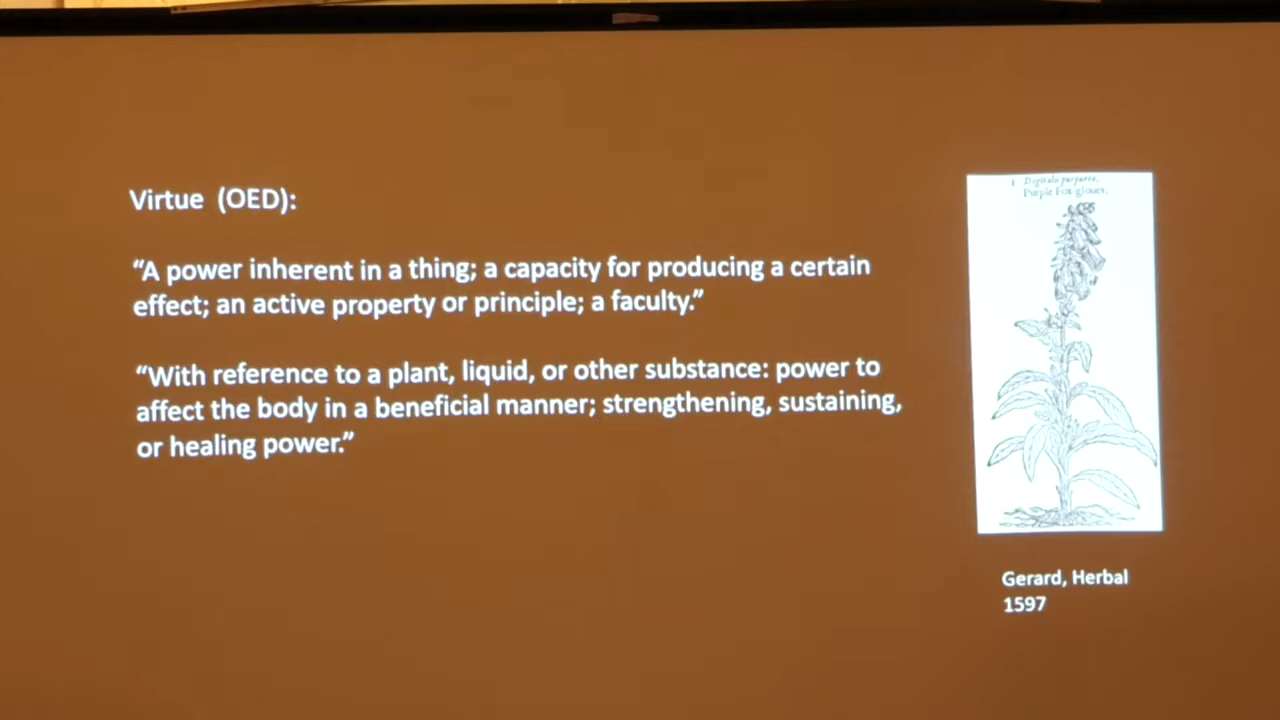 Virtue (OED):
“A power inherent in a thing; a capacity for producing a certain
effect; an active property or principle; a faculty.”
“With reference to a plant, liquid, or other substance: power to
affect the body in a beneficial manner; strengthening, sustaining,
or healing power.”
1 Digitalis purpurea.
Purple Fox-gloues.
Gerard, Herbal
1597